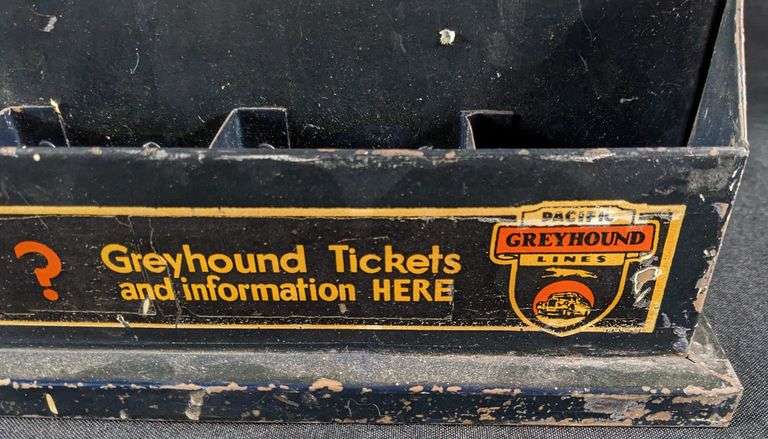 ?
Greyhound Tickets
and information HERE
PACIFIC
GREYHOUND
LINES